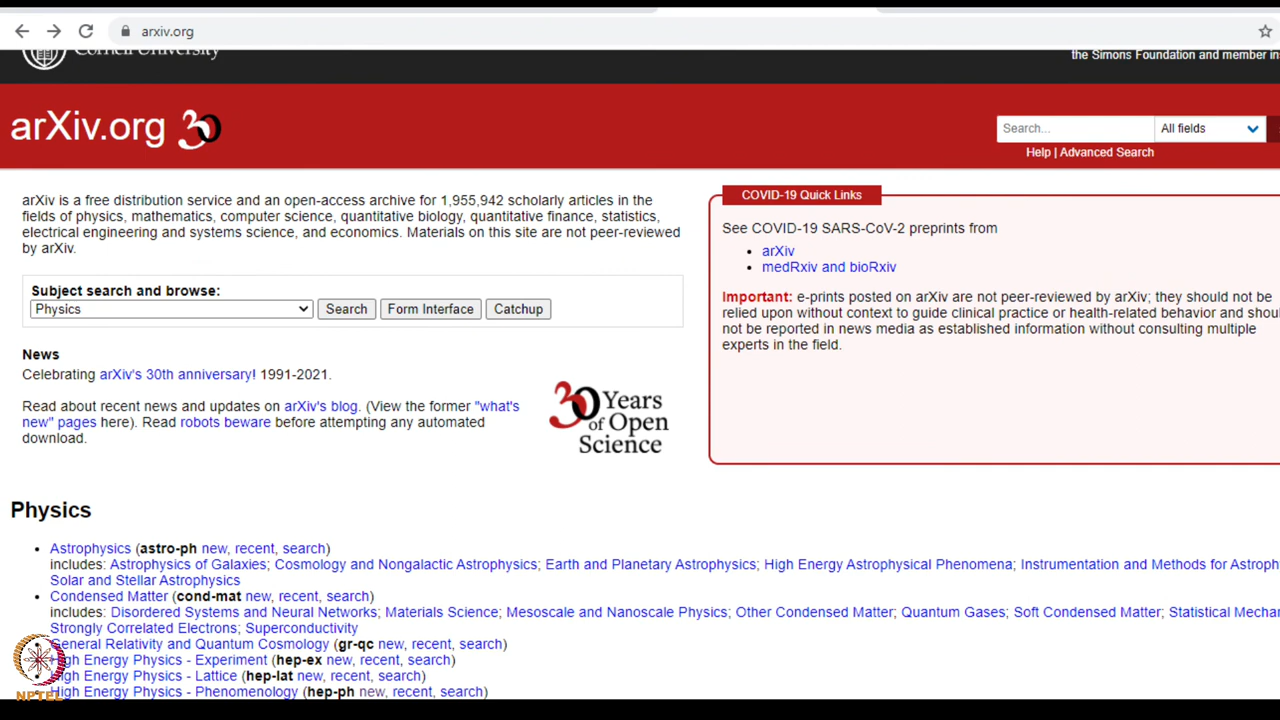 arxiv.org
Cornell University
the Simons Foundation and member in
arXiv.org 30
Search... All fields
Help | Advanced Search
arXiv is a free distribution service and an open-access archive for 1,955,942 scholarly articles in the
fields of physics, mathematics, computer science, quantitative biology, quantitative finance, statistics,
electrical engineering and systems science, and economics. Materials on this site are not peer-reviewed
by arXiv.
Subject search and browse:
Physics Search Form Interface Catchup
News
Celebrating arXiv's 30th anniversary! 1991-2021.
Read about recent news and updates on arXiv's blog. (View the former "what's
new" pages here). Read robots beware before attempting any automated
download.
30 Years
of Open
Science
COVID-19 Quick Links
See COVID-19 SARS-CoV-2 preprints from
• arXiv
• medRxiv and bioRxiv
Important: e-prints posted on arXiv are not peer-reviewed by arXiv; they should not be
relied upon without context to guide clinical practice or health-related behavior and shou
not be reported in news media as established information without consulting multiple
experts in the field.
Physics
• Astrophysics (astro-ph new, recent, search)
includes: Astrophysics of Galaxies; Cosmology and Nongalactic Astrophysics; Earth and Planetary Astrophysics; High Energy Astrophysical Phenomena; Instrumentation and Methods for Astroph
Solar and Stellar Astrophysics
• Condensed Matter (cond-mat new, recent, search)
includes: Disordered Systems and Neural Networks; Materials Science; Mesoscale and Nanoscale Physics; Other Condensed Matter; Quantum Gases; Soft Condensed Matter; Statistical Mechan
Strongly Correlated Electrons; Superconductivity
General Relativity and Quantum Cosmology (gr-qc new, recent, search)
High Energy Physics - Experiment (hep-ex new, recent, search)
High Energy Physics - Lattice (hep-lat new, recent, search)
High Energy Physics - Phenomenology (hep-ph new, recent, search)
NPTEL